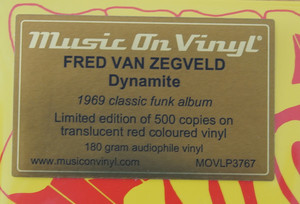 Music On Vinyl®
FRED VAN ZEGVELD
Dynamite
1969 classic funk album
Limited edition of 500 copies on
translucent red coloured vinyl
180 gram audiophile vinyl
www.musiconvinyl.com MOVLP3767